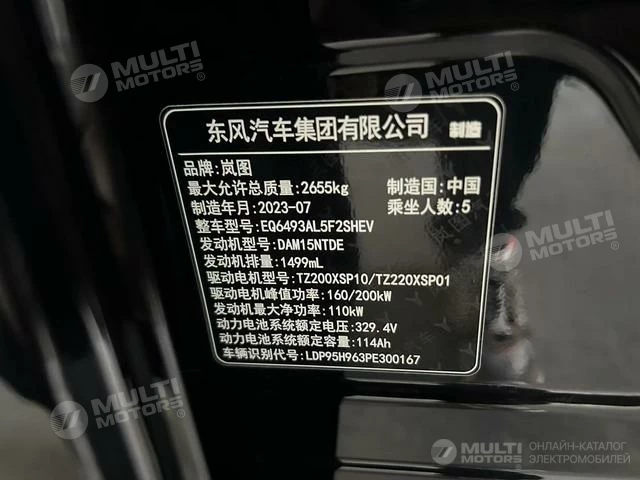 MULTI MOTORS®
MULTI MOTORS®
东风汽车集团有限公司 制造
品牌:岚图
最大允许总质量:2655kg 制造国:中国
制造年月:2023-07 乘坐人数:5
整车型号:EQ6493AL5F2SHEV
发动机型号:DAM15NTDE
发动机排量:1499mL
驱动电机型号:TZ200XSP10/TZ220XSP01
驱动电机峰值功率:160/200kW
发动机最大净功率:110kW
动力电池系统额定电压:329.4V
动力电池系统额定容量:114Ah
车辆识别代号:LDP95H963PE300167
MULTI MOTORS®
MULTI MOTORS®
ОНЛАЙН-КАТАЛОГ
ЭЛЕКТРОМОБИЛЕЙ